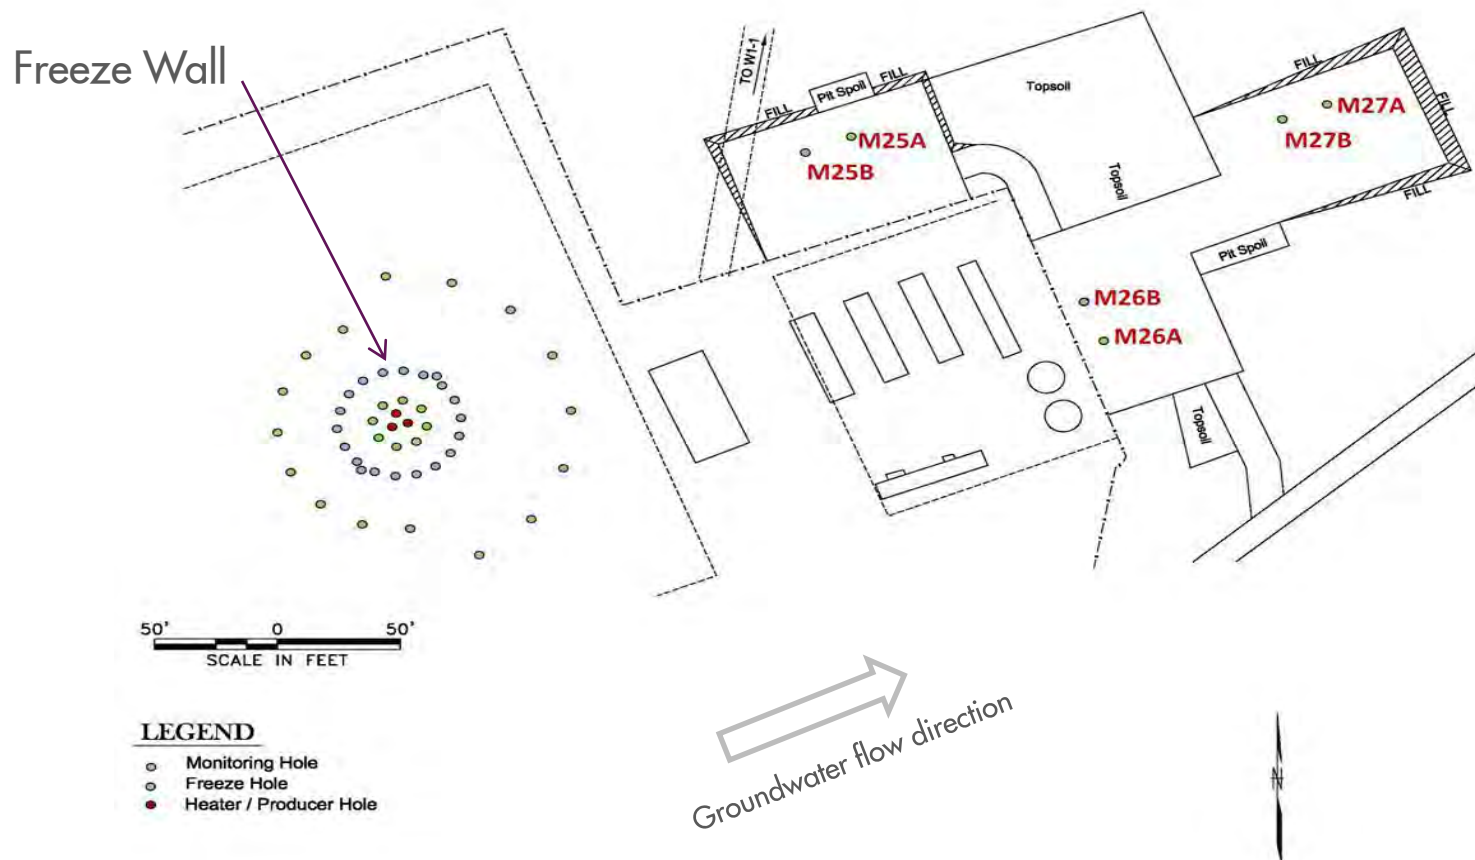 Freeze Wall
TO W1-1
FILL
Pit Spoil
FILL
M25A
M25B
Topsoil
Topsoil
FILL
FILL
M27A
M27B
FILL
Pit Spoil
M26B
M26A
Topsoil
50' 0 50'
SCALE IN FEET
Groundwater flow direction
LEGEND
Monitoring Hole
Freeze Hole
Heater / Producer Hole
N